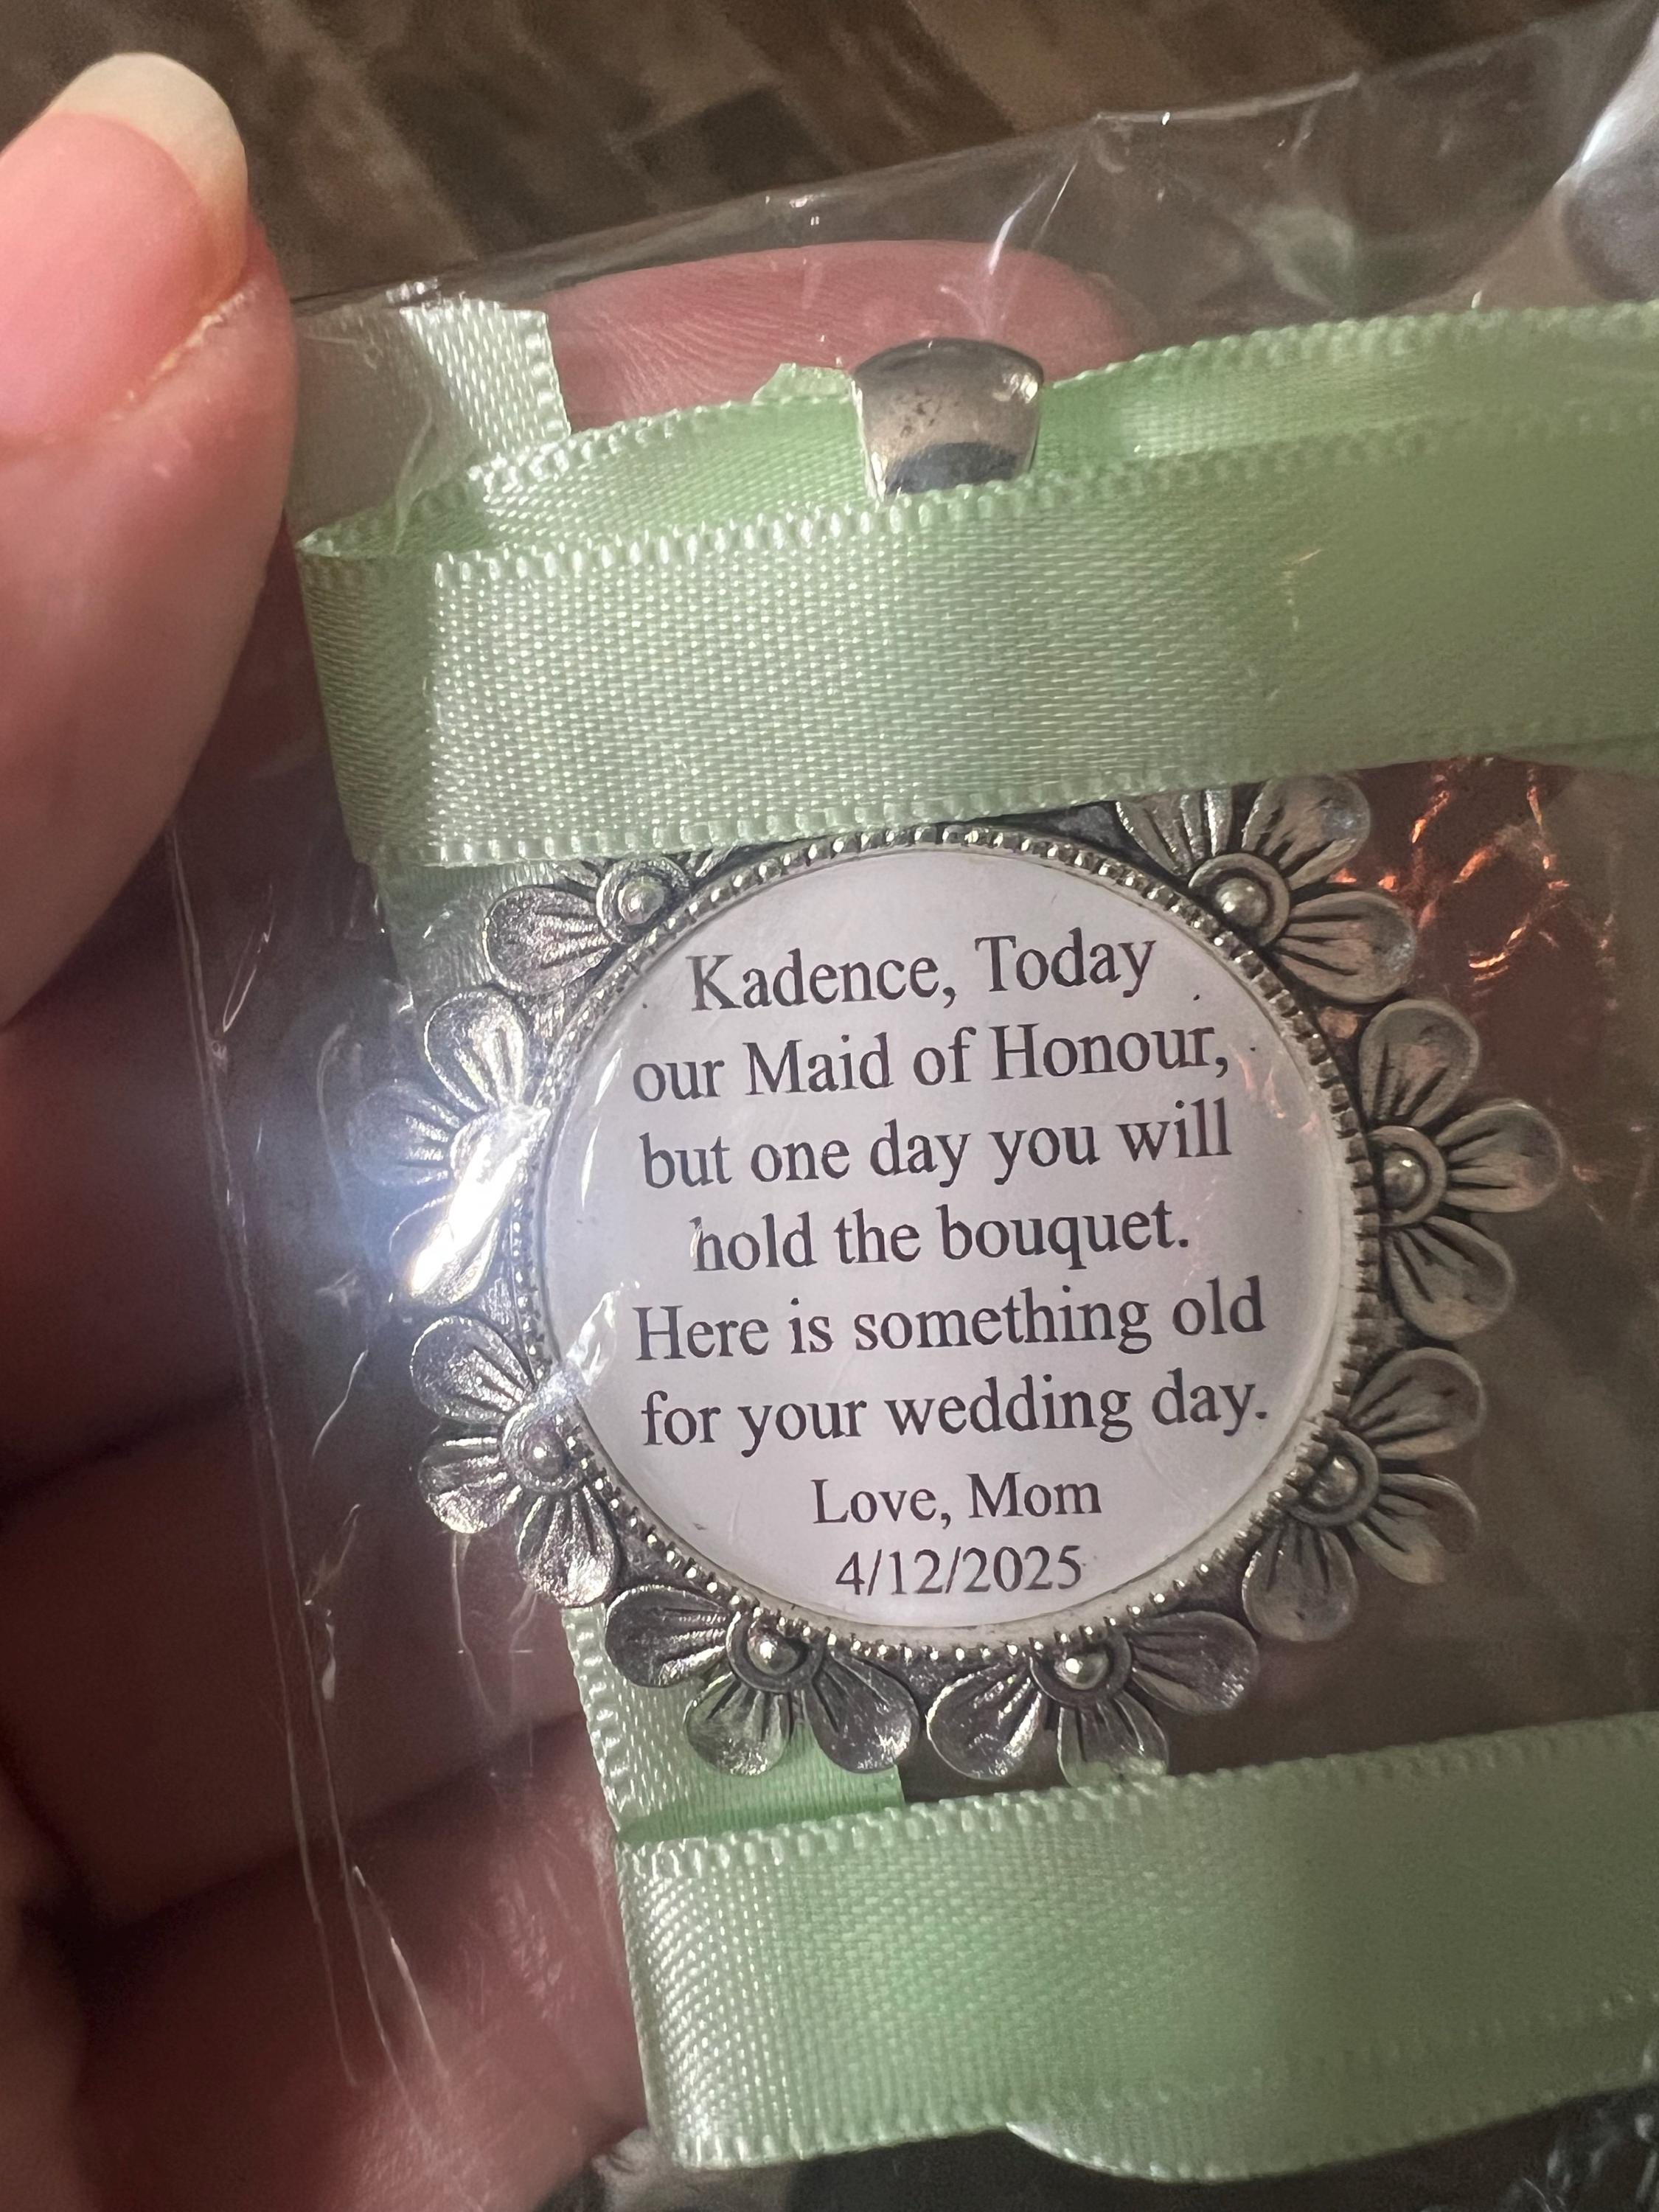 Kadence, Today
our Maid of Honour,
but one day you will
hold the bouquet.
Here is something old
for your wedding day.
Love, Mom
4/12/2025